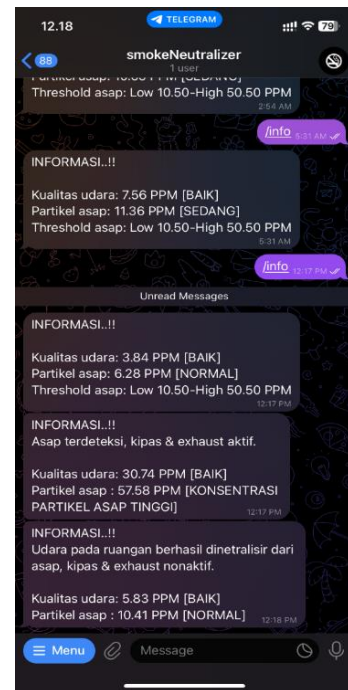 12.18
TELEGRAM
79
88
smokeNeutralizer
1 user
Threshold asap: Low 10.50-High 50.50 PPM
2:54 AM
/info
5:31 AM
INFORMASI..!!
Kualitas udara: 7.56 PPM [BAIK]
Partikel asap: 11.36 PPM [SEDANG]
Threshold asap: Low 10.50-High 50.50 PPM
5:31 AM
/info
12:17 PM
Unread Messages
INFORMASI..!!
Kualitas udara: 3.84 PPM [BAIK]
Partikel asap: 6.28 PPM [NORMAL]
Threshold asap: Low 10.50-High 50.50 PPM
12:17 PM
INFORMASI..!!
Asap terdeteksi, kipas & exhaust aktif.
Kualitas udara: 30.74 PPM [BAIK]
Partikel asap : 57.58 PPM [KONSENTRASI
PARTIKEL ASAP TINGGI]
12:17 PM
INFORMASI..!!
Udara pada ruangan berhasil dinetralisir dari
asap, kipas & exhaust nonaktif.
Kualitas udara: 5.83 PPM [BAIK]
Partikel asap : 10.41 PPM [NORMAL]
12:18 PM
Menu
Message